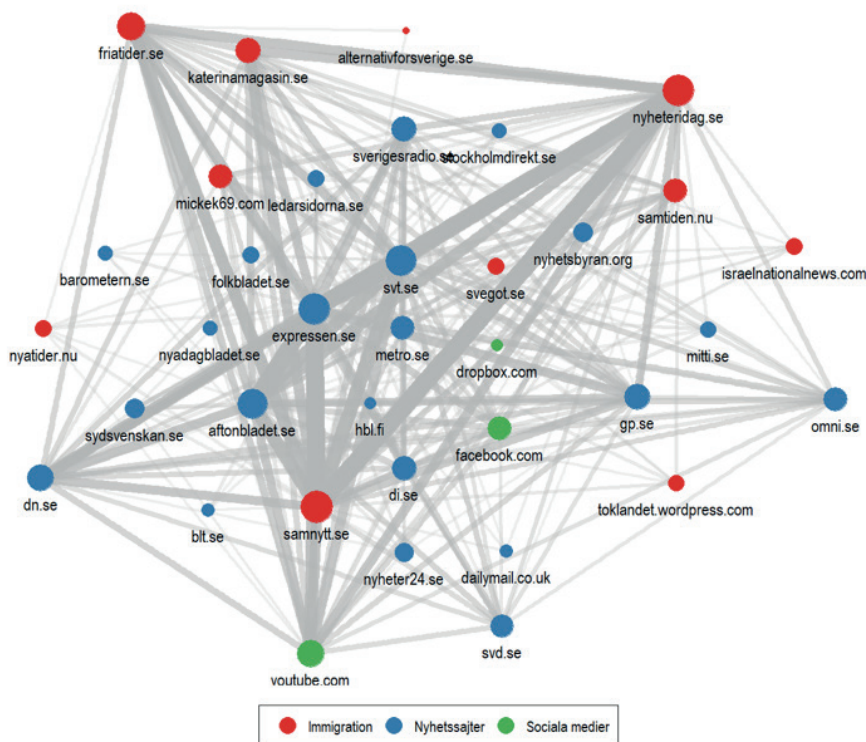 friatider.se
katerinamagasin.se
alternativforsverige.se
nyheteridag.se
sverigesradio.se
stockholmdirekt.se
mickek69.com
ledarsidorna.se
samtiden.nu
barometern.se
folkbladet.se
svt.se
svegot.se
nyhetsbyran.org
israelnationalnews.com
nyatider.nu
nyadagbladet.se
expressen.se
metro.se
dropbox.com
mitti.se
sydsvenskan.se
aftonbladet.se
hbl.fi
facebook.com
gp.se
omni.se
dn.se
blt.se
samnytt.se
di.se
toklandet.wordpress.com
nyheter24.se
dailymail.co.uk
svd.se
youtube.com
Immigration Nyhetssajter Sociala medier